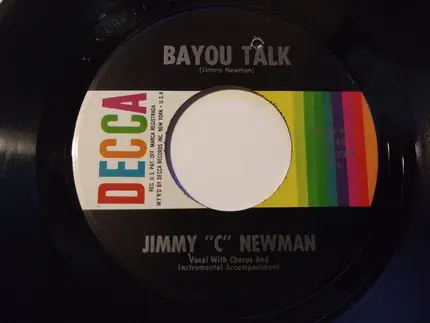 BAYOU TALK
(Jimmy Newman)
DECCA
REG. U.S. PAT. OFF. MARCA REGISTRADA
M'F'R'D BY DECCA RECORDS INC. NEW YORK • U.S.A
JIMMY "C" NEWMAN
Vocal With Chorus And
Instrumental Accompaniment